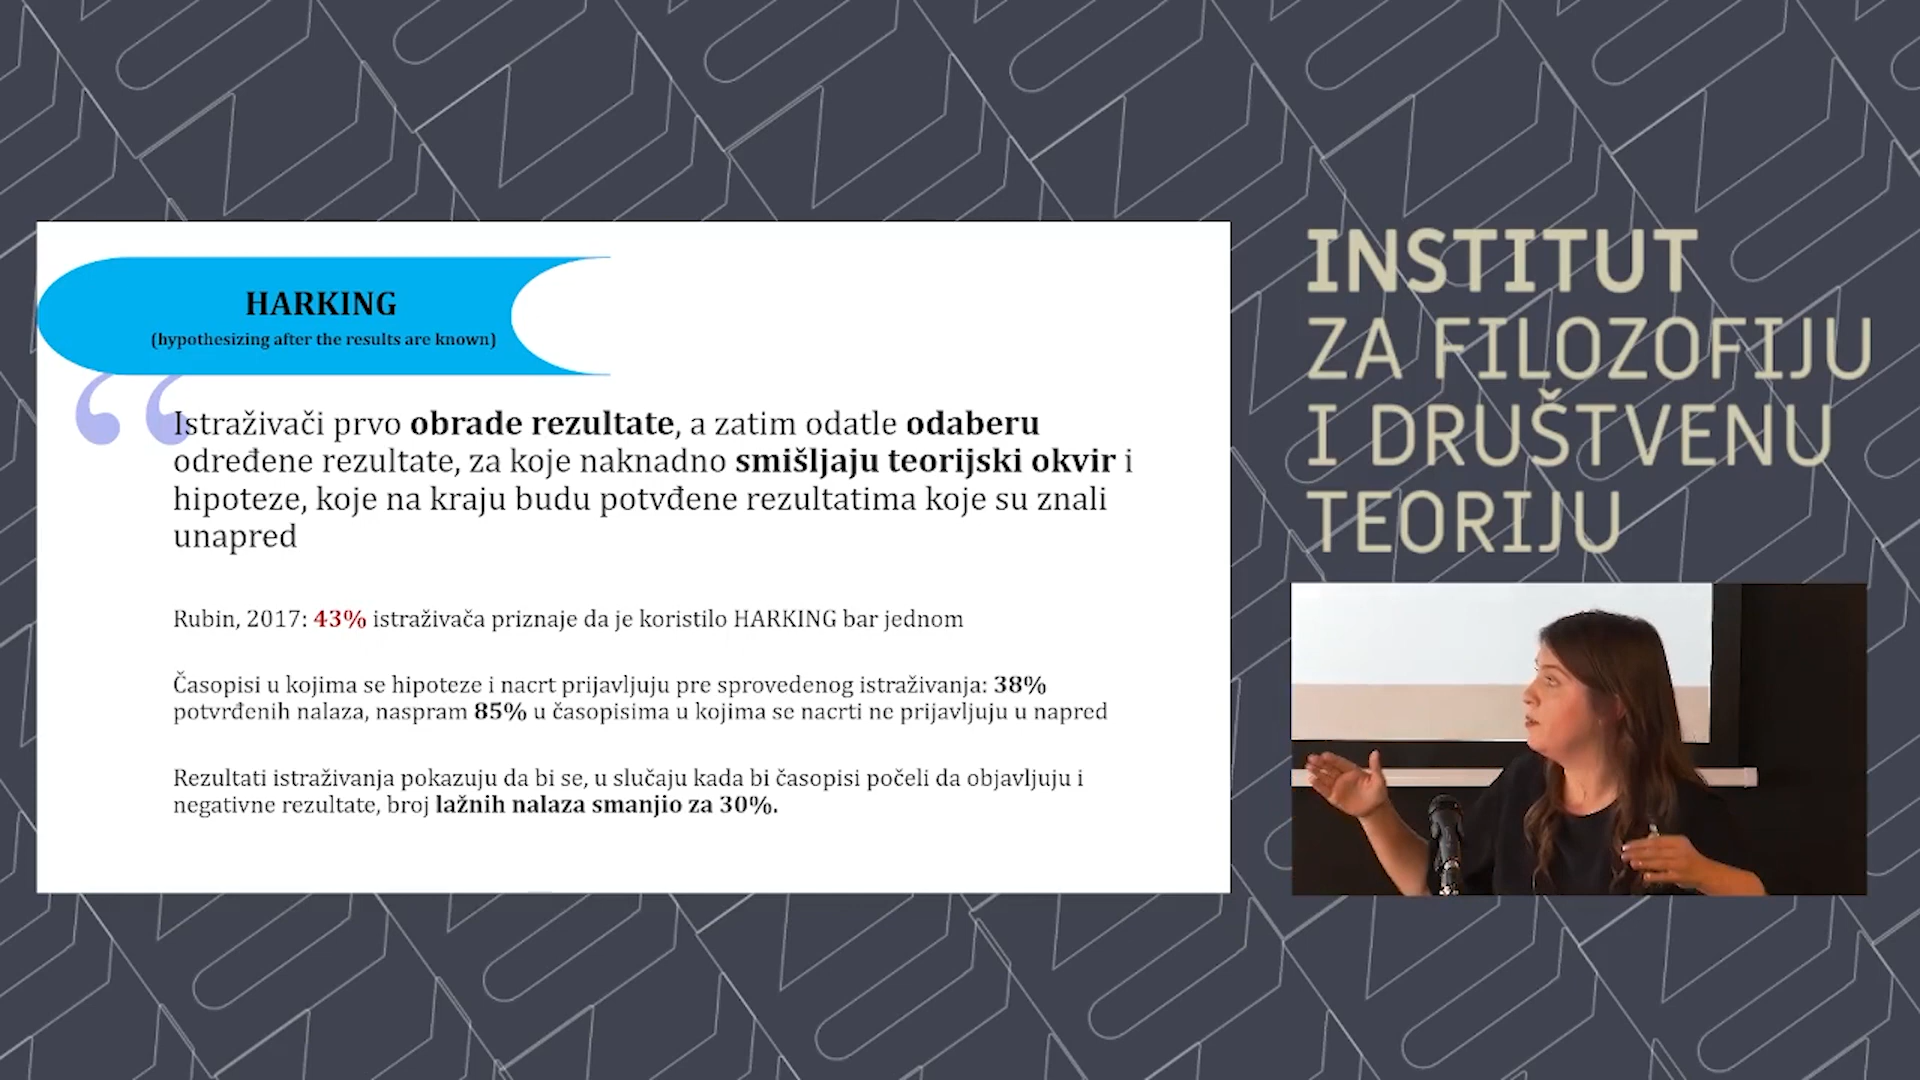 HARKING
(hypothesizing after the results are known)
Istraživači prvo obrade rezultate, a zatim odatle odaberu
određene rezultate, za koje naknadno smišljaju teorijski okvir i
hipoteze, koje na kraju budu potvđene rezultatima koje su znali
unapred
Rubin, 2017: 43% istraživača priznaje da je koristilo HARKING bar jednom
Časopisi u kojima se hipoteze i nacrt prijavljuju pre sprovedenog istraživanja: 38%
potvrđenih nalaza, naspram 85% u časopisima u kojima se nacrti ne prijavljuju u napred
Rezultati istraživanja pokazuju da bi se, u slučaju kada bi časopisi počeli da objavljuju i
negativne rezultate, broj lažnih nalaza smanjio za 30%.
INSTITUT
ZA FILOZOFIJU
I DRUŠTVENU
TEORIJU